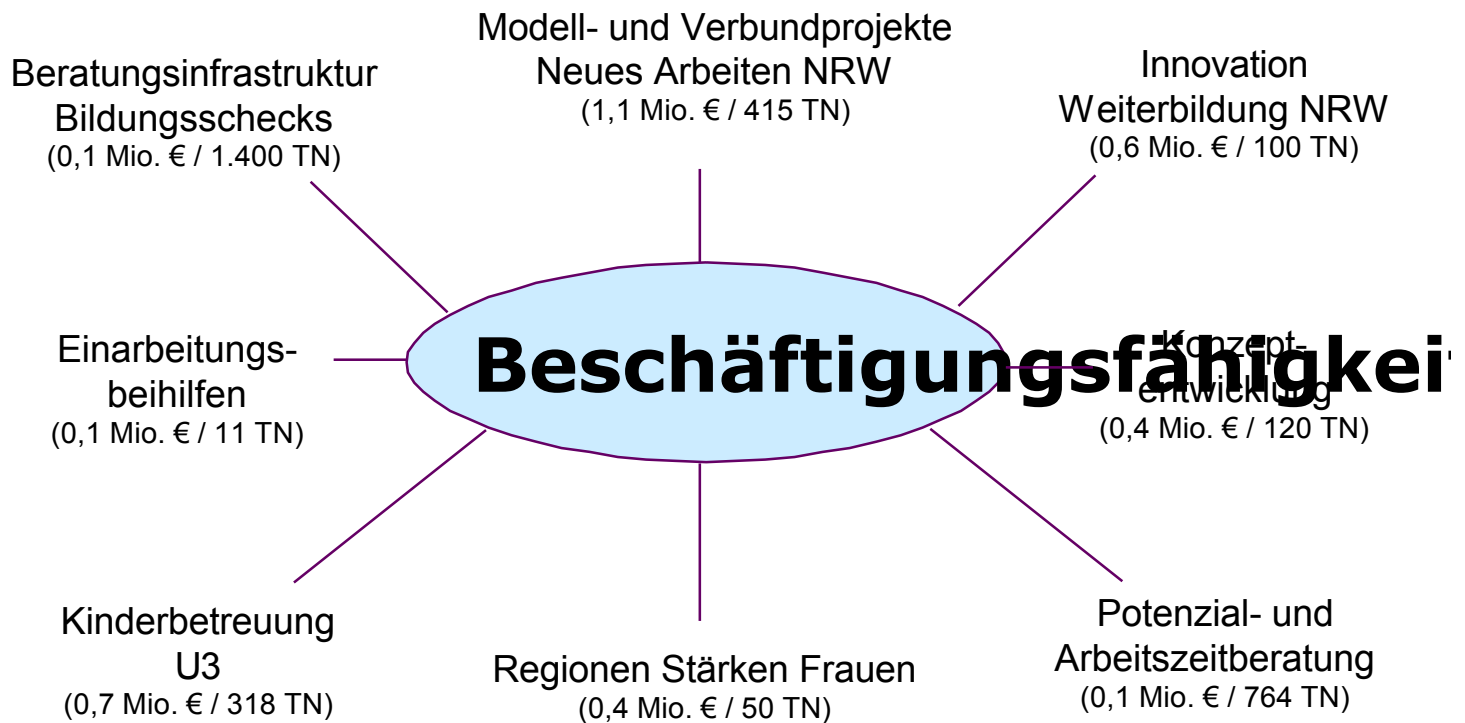 Modell- und Verbundprojekte
Neues Arbeiten NRW
(1,1 Mio. € / 415 TN)
Beratungsinfrastruktur
Bildungsschecks
(0,1 Mio. € / 1.400 TN)
Innovation
Weiterbildung NRW
(0,6 Mio. € / 100 TN)
Einarbeitungs-
beihilfen
(0,1 Mio. € / 11 TN)
Beschäftigungsfähigkei
Konzept-
entwicklung
(0,4 Mio. € / 120 TN)
Kinderbetreuung
U3
(0,7 Mio. € / 318 TN)
Regionen Stärken Frauen
(0,4 Mio. € / 50 TN)
Potenzial- und
Arbeitszeitberatung
(0,1 Mio. € / 764 TN)